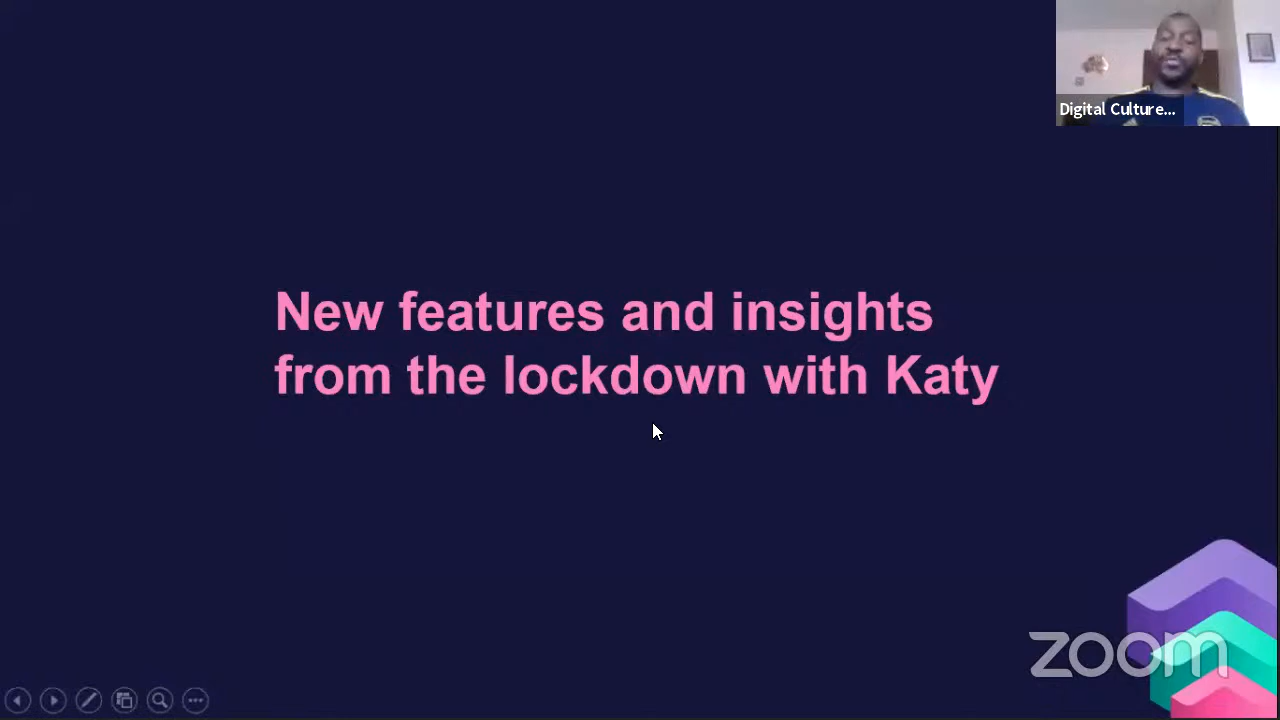 Digital Culture...
New features and insights
from the lockdown with Katy
zoom